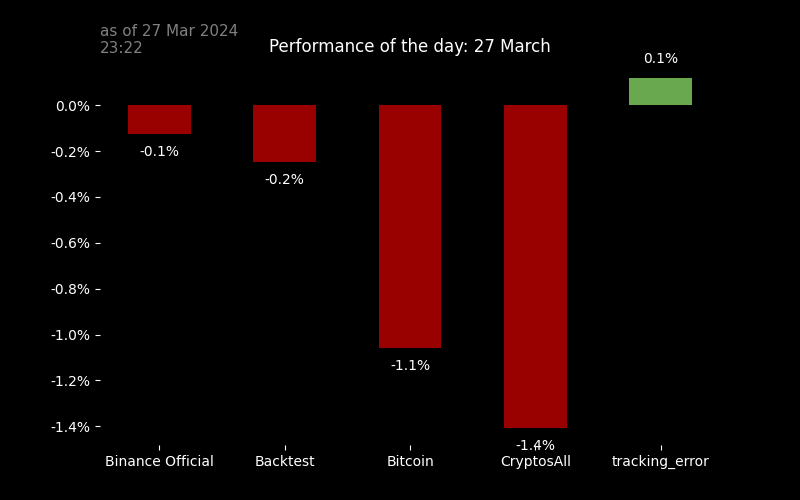 as of 27 Mar 2024
23:22
Performance of the day: 27 March
0.1%
0.0%
-0.2%
-0.4%
-0.6%
-0.8%
-1.0%
-1.2%
-1.4%
-0.1%
-0.2%
-1.1%
-1.4%
Binance Official
Backtest
Bitcoin
CryptosAll
tracking_error